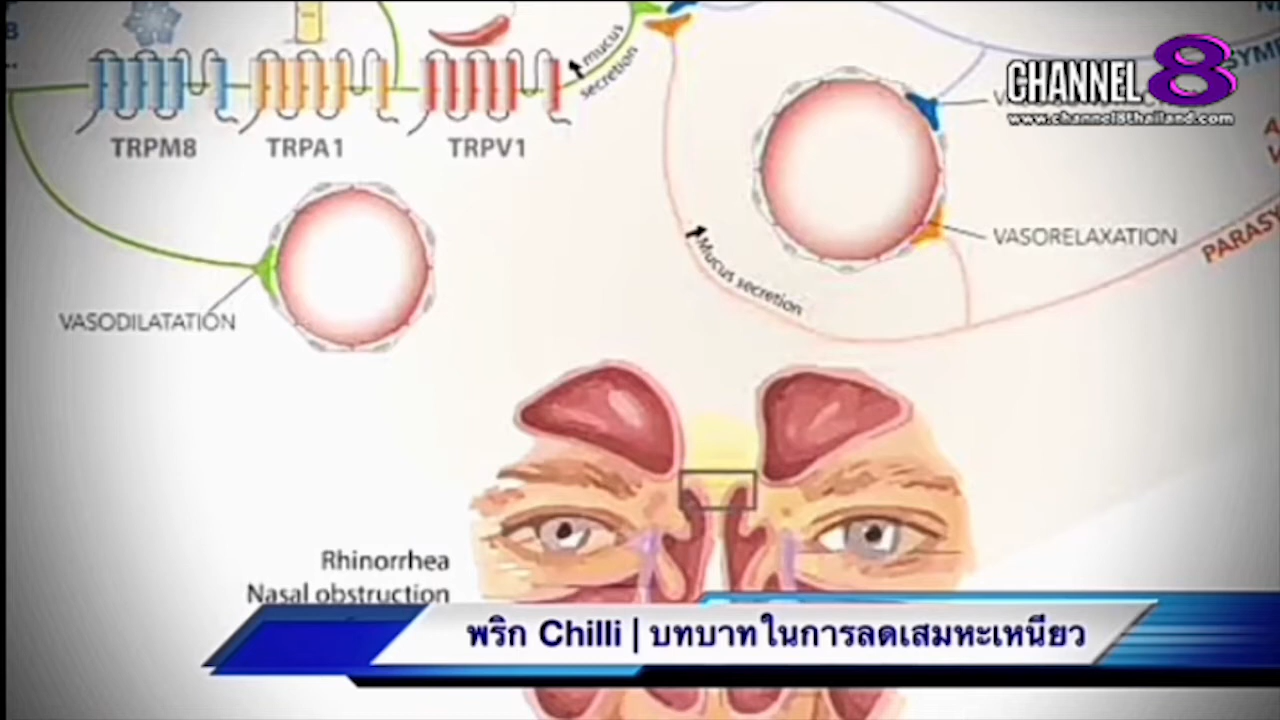 CHANNEL 8
www.channel8thailand.com
mucus
secretion
TRPM8
TRPA1
TRPV1
VASORELAXATION
Mucus secretion
VASODILATATION
Rhinorrhea
Nasal obstruction
พริก Chilli | บทบาทในการลดเสมหะเหนียว